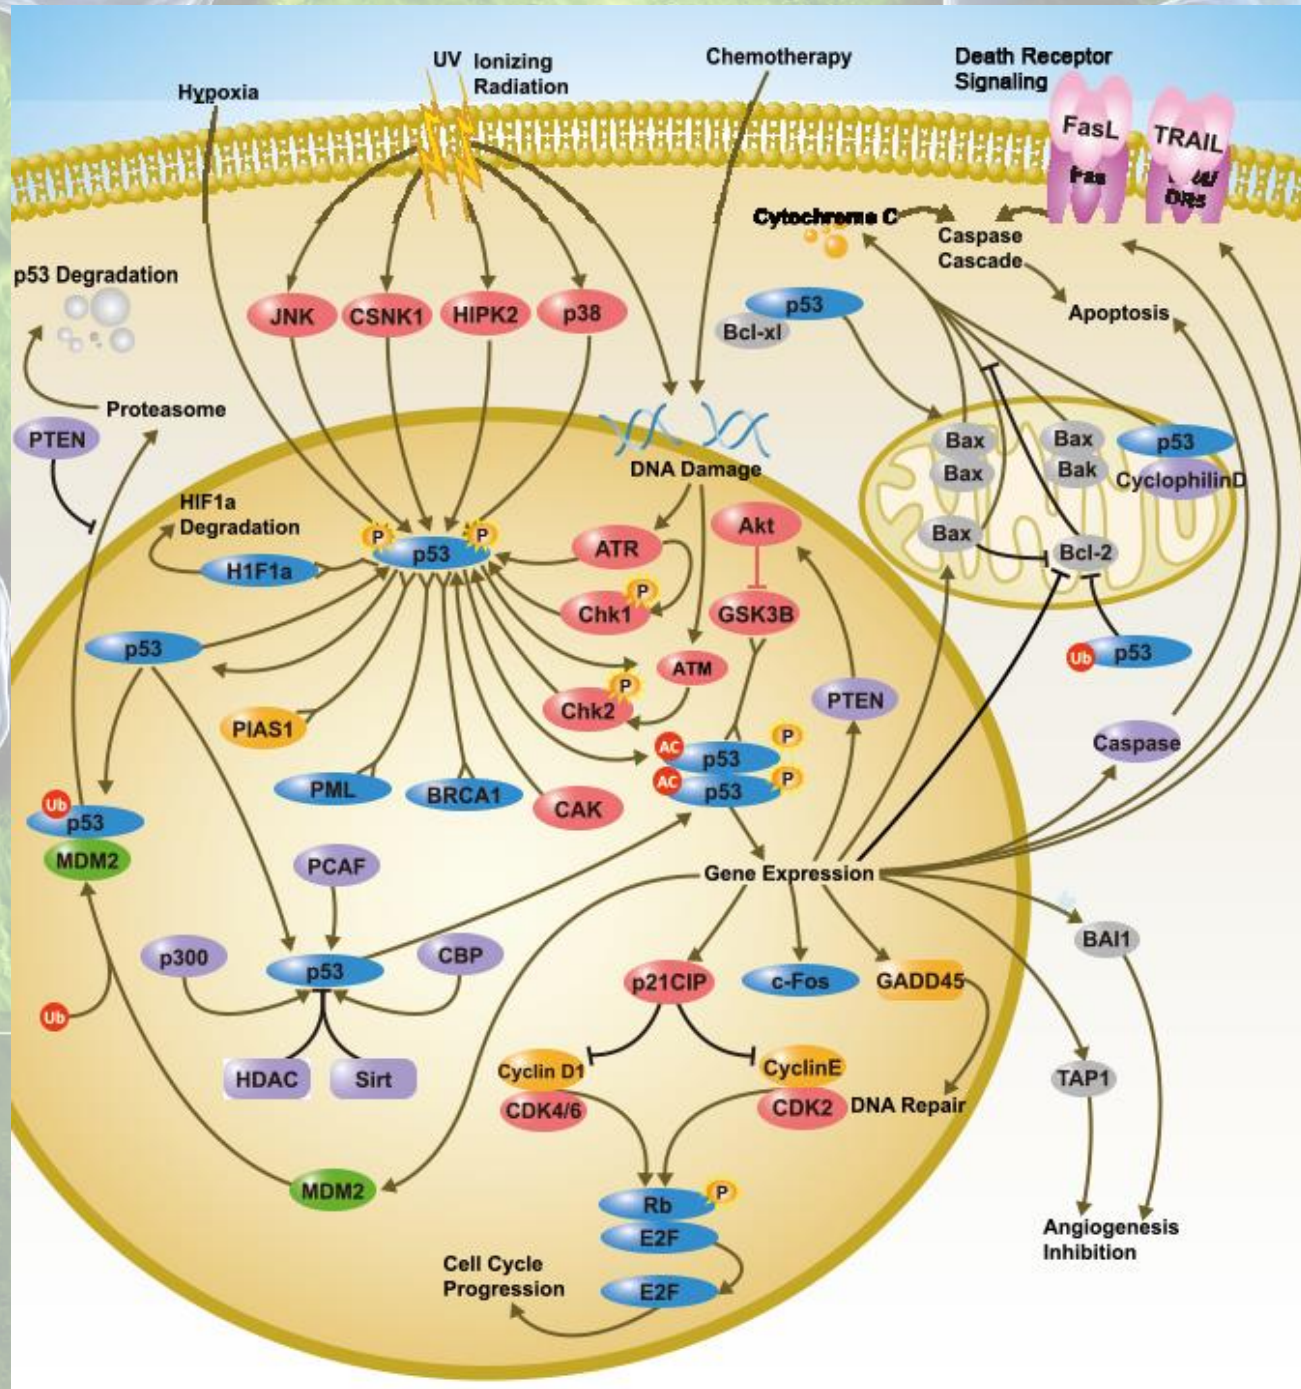 UV
Ionizing
Radiation
Chemotherapy
Death Receptor
Signaling
Hypoxia
FasL
TRAIL
Fas
DR5
Cytochrome C
Caspase
Cascade
p53 Degradation
JNK
CSNK1
HIPK2
p38
p53
Bcl-xl
Apoptosis
Proteasome
PTEN
DNA Damage
Bax
Bax
Bax
Bak
p53
CyclophilinD
HIF1a
Degradation
P
P
p53
H1F1a
ATR
Akt
Bax
Bcl-2
Chk1
P
GSK3B
p53
ATM
Ub
p53
PIAS1
Chk2
P
PTEN
AC
p53
P
Caspase
AC
p53
P
PML
BRCA1
CAK
Ub
p53
MDM2
PCAF
Gene Expression
p300
p53
CBP
p21CIP
c-Fos
GADD45
BAI1
Ub
HDAC
Sirt
Cyclin D1
CDK4/6
CyclinE
CDK2
DNA Repair
TAP1
MDM2
Rb
P
E2F
E2F
Cell Cycle
Progression
Angiogenesis
Inhibition